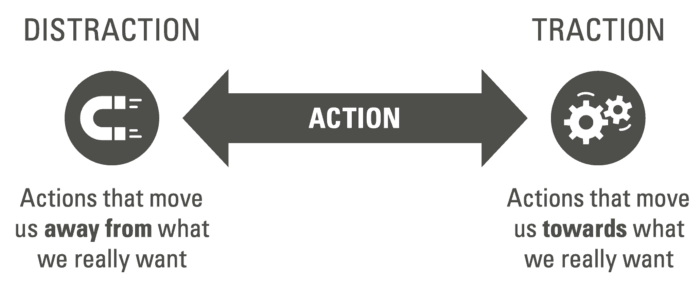 DISTRACTION
TRACTION
ACTION
Actions that move
us away from what
we really want
Actions that move
us towards what
we really want